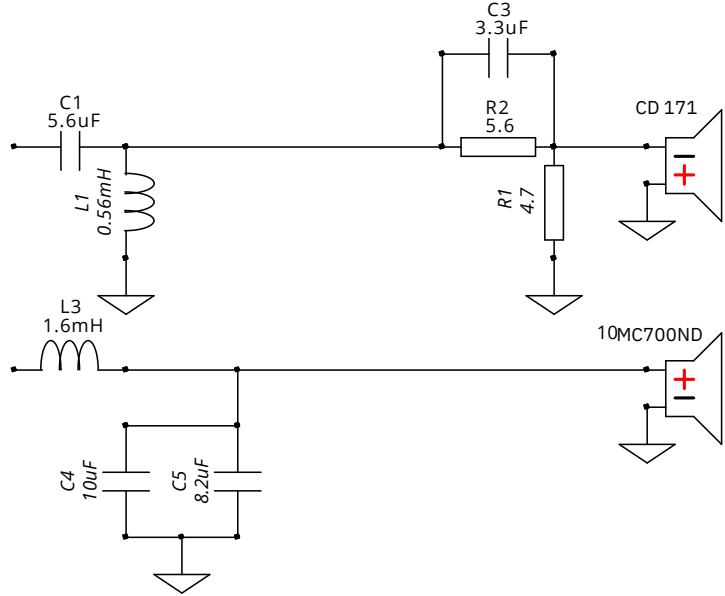 C3
3.3uF
C1
5.6uF
R2
5.6
CD 171
L1
0.56mH
R1
4.7
L3
1.6mH
10MC700ND
C4
10uF
C5
8.2uF